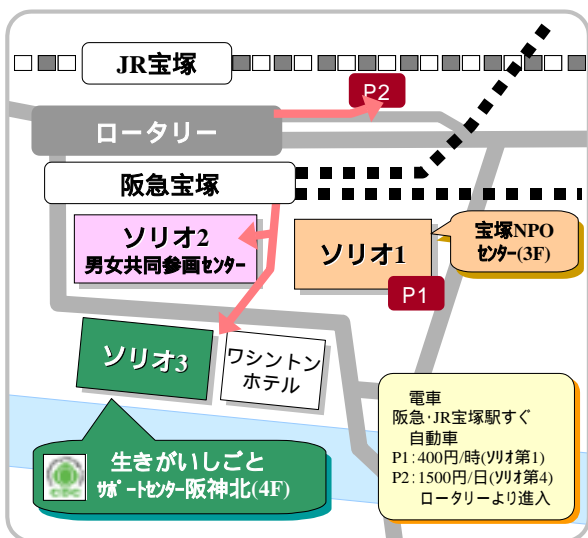 JR宝塚
P2
ロータリー
阪急宝塚
ソリオ2
男女共同参画センター
ソリオ1
宝塚NPO
センター(3F)
P1
ソリオ3
ワシントン
ホテル
電車
阪急・JR宝塚駅すぐ
自動車
P1:400円/時(ソリオ第1)
P2:1500円/日(ソリオ第4)
ロータリーより進入
生きがいしごと
サポートセンター阪神北(4F)